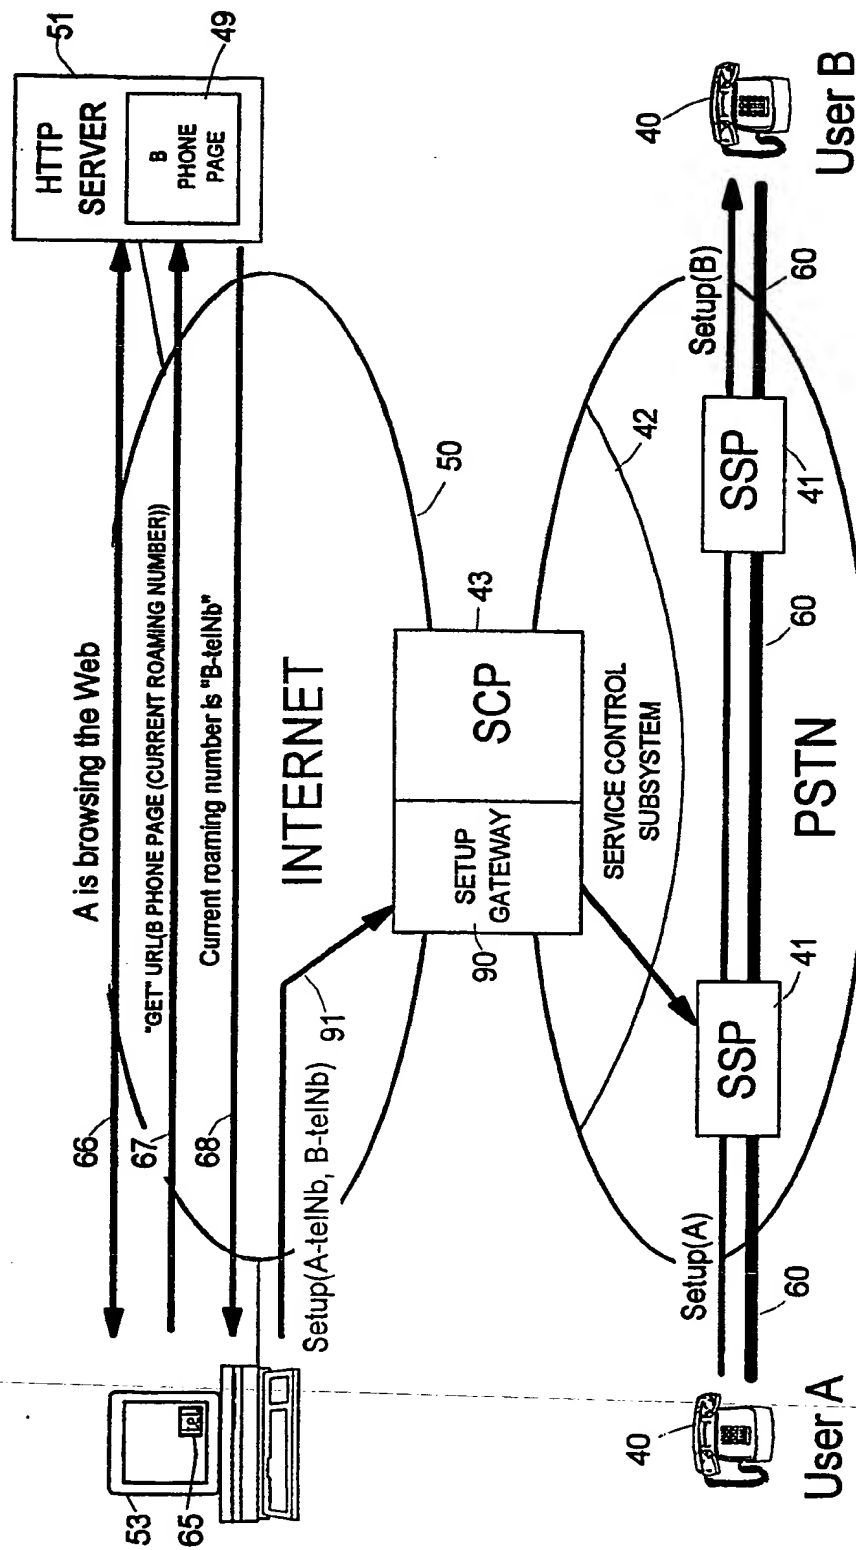 51
49
HTTP
SERVER
B
PHONE
PAGE
A is browsing the Web
66
"GET" URL(B PHONE PAGE (CURRENT ROAMING NUMBER))
67
Current roaming number is "B-telNb"
68
53
65
tel
INTERNET
50
Setup(A-telNb, B-telNb)
91
SETUP
GATEWAY
90
SCP
43
SERVICE CONTROL
SUBSYSTEM
42
Setup(A)
Setup(B)
40
40
SSP
41
SSP
41
60
60
60
User A
PSTN
User B